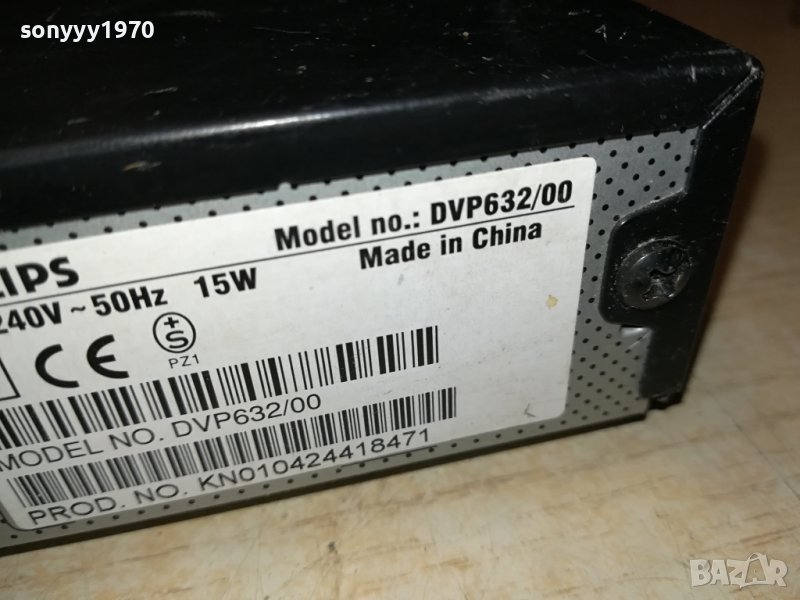 sonyyy1970
Model no.: DVP632/00
Made in China
240V ~ 50Hz 15W
CE
+
S
PZ1
MODEL NO. DVP632/00
PROD. NO. KN010424418471
BAZAR